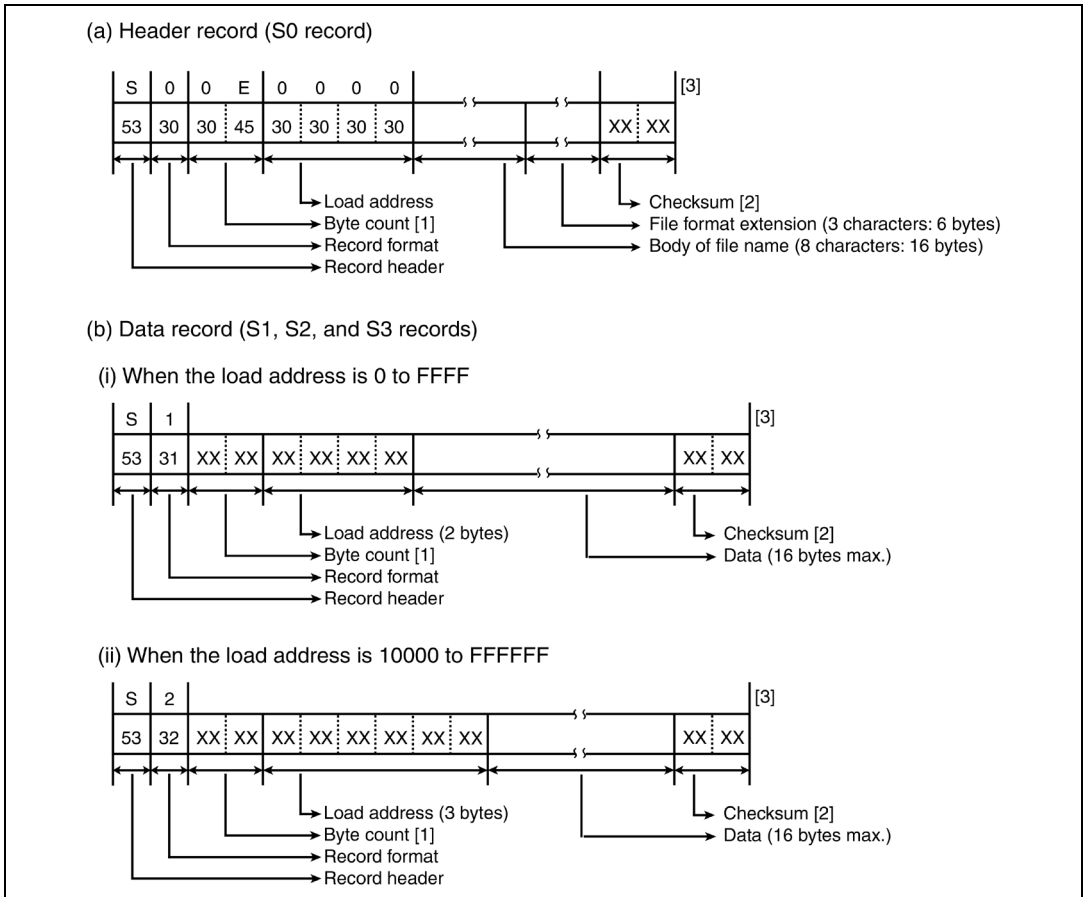 (a) Header record (S0 record)
S 0 0 E 0 0 0 0 [3]
53 30 30 45 30 30 30 30 XX XX
Load address
Byte count [1]
Record format
Record header
Checksum [2]
File format extension (3 characters: 6 bytes)
Body of file name (8 characters: 16 bytes)
(b) Data record (S1, S2, and S3 records)
(i) When the load address is 0 to FFFF
S 1 [3]
53 31 XX XX XX XX XX XX XX XX
Load address (2 bytes)
Byte count [1]
Record format
Record header
Checksum [2]
Data (16 bytes max.)
(ii) When the load address is 10000 to FFFFFF
S 2 [3]
53 32 XX XX XX XX XX XX XX XX XX XX
Load address (3 bytes)
Byte count [1]
Record format
Record header
Checksum [2]
Data (16 bytes max.)